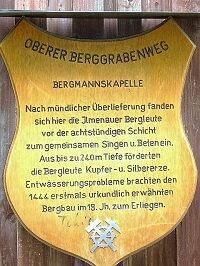 OBERER BERGGRABENWEG
BERGMANNSKAPELLE
Nach mündlicher Überlieferung fanden
sich hier die Jlmenauer Bergleute
vor der achtstündigen Schicht
zum gemeinsamen Singen u. Beten ein.
Aus bis zu 240m Tiefe förderten
die Bergleute Kupfer- u. Silbererze.
Entwässerungsprobleme brachten den
1444 erstmals urkundlich erwähnten
Bergbau im 18. Jh. zum Erliegen.